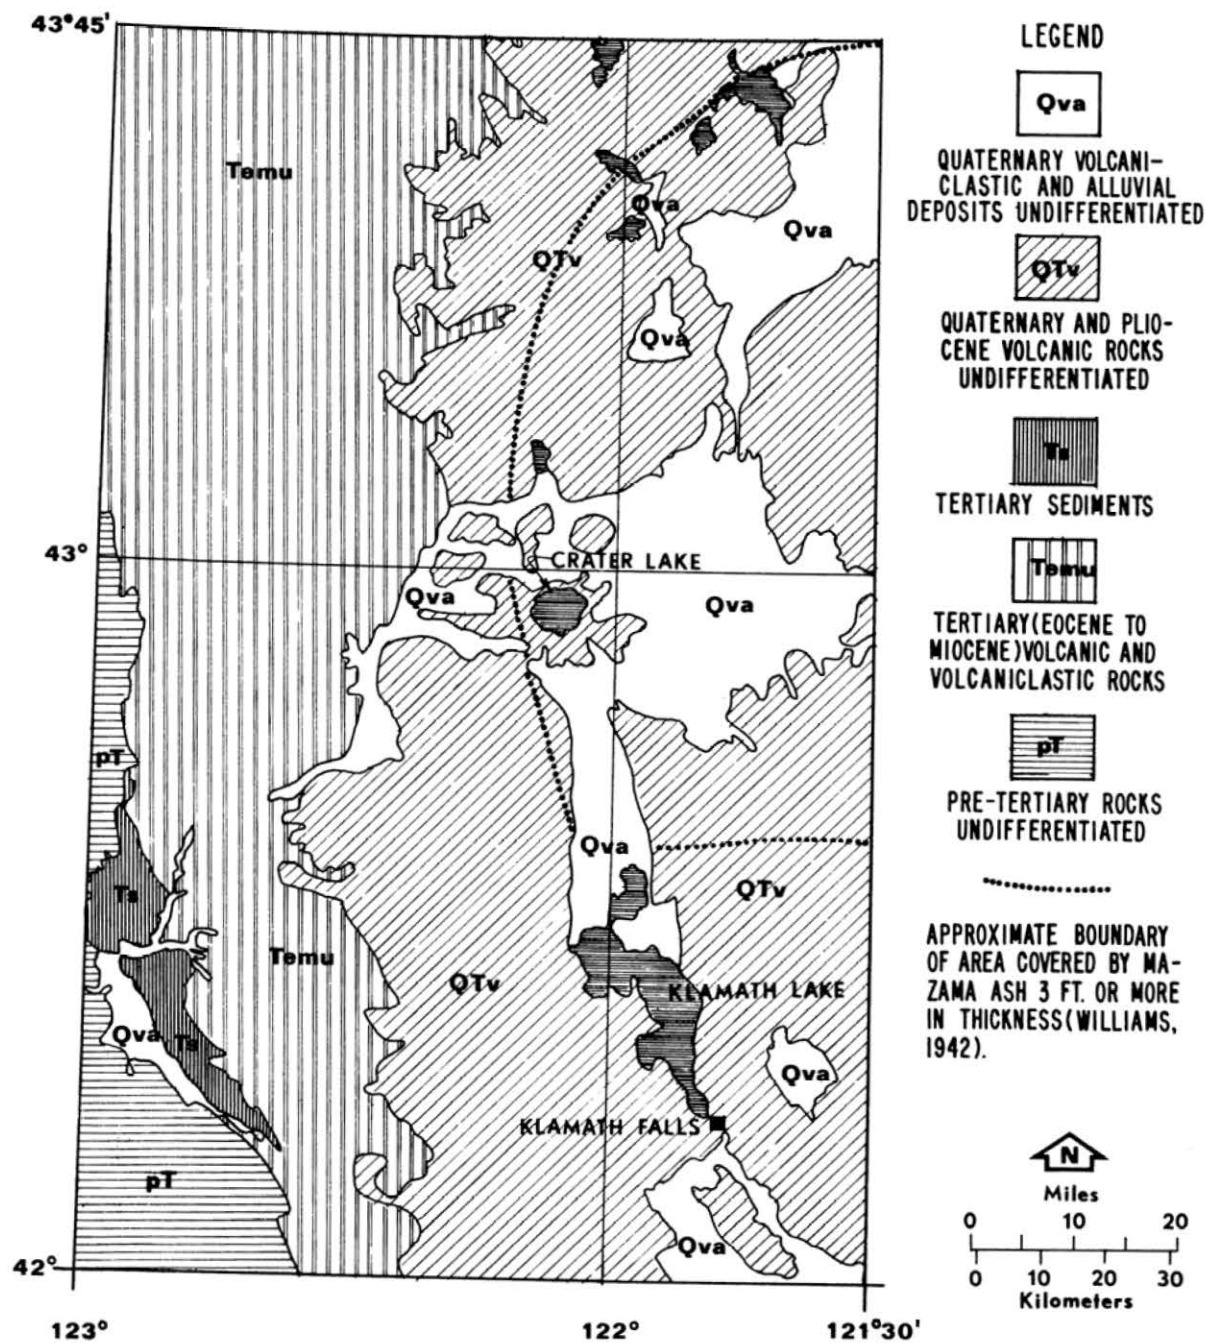 43°45'
Temu
QTv
Qva
Qva
Qva
43°
CRATER LAKE
Qva
Qva
pT
Qva
Ts
QTv
Temu
QTv
KLAMATH LAKE
Qva
Ts
Qva
KLAMATH FALLS
pT
Qva
42°
123°
122°
121°30'
LEGEND
Qva
QUATERNARY VOLCANI-
CLASTIC AND ALLUVIAL
DEPOSITS UNDIFFERENTIATED
QTv
QUATERNARY AND PLIO-
CENE VOLCANIC ROCKS
UNDIFFERENTIATED
Ts
TERTIARY SEDIMENTS
Temu
TERTIARY(EOCENE TO
MIOCENE)VOLCANIC AND
VOLCANICLASTIC ROCKS
pT
PRE-TERTIARY ROCKS
UNDIFFERENTIATED
APPROXIMATE BOUNDARY
OF AREA COVERED BY MA-
ZAMA ASH 3 FT. OR MORE
IN THICKNESS(WILLIAMS,
1942).
N
Miles
0 10 20
0 10 20 30
Kilometers